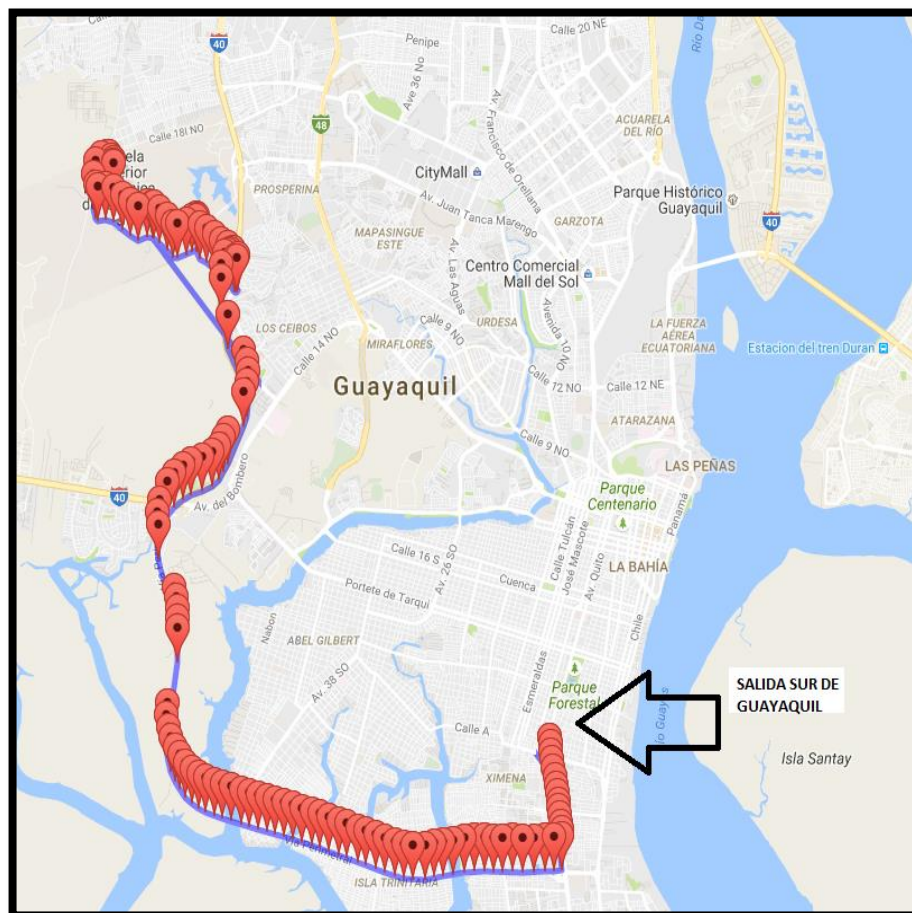 Calle 20 NE
Penipe
40
Ave 36 NO
Río Da
Calle 18I NO
48
Av. Francisco de Orellana
ACUARELA
DEL RÍO
ela
erior
CityMall
Parque Histórico
Guayaquil
PROSPERINA
Av. Juan Tanca Marengo
GARZOTA
40
MAPASINGUE
ESTE
Av. Las Aguas
Centro Comercial
Mall del Sol
Avenida 10 NO
LOS CEIBOS
Calle 14 NO
Calle 9 NO
URDESA
MIRAFLORES
LA FUERZA
AÉREA
ECUATORIANA
Estacion del tren Duran
Guayaquil
Calle 12 NO
Calle 12 NE
ATARAZANA
Calle 9 NO
LAS PEÑAS
40
Av. del Bombero
Parque
Centenario
Panamá
Calle 16 S
Calle Tulcán
José Mascote
Av. Quito
LA BAHÍA
Av. 26 SO
Cuenca
Portete de Tarqui
Nabon
ABEL GILBERT
Chile
Av. 38 SO
Esmeraldas
Parque
Forestal
SALIDA SUR DE
GUAYAQUIL
Calle A
ío Guayas
Isla Santay
XIMENA
Vía Perimetral
ISLA TRINITARIA